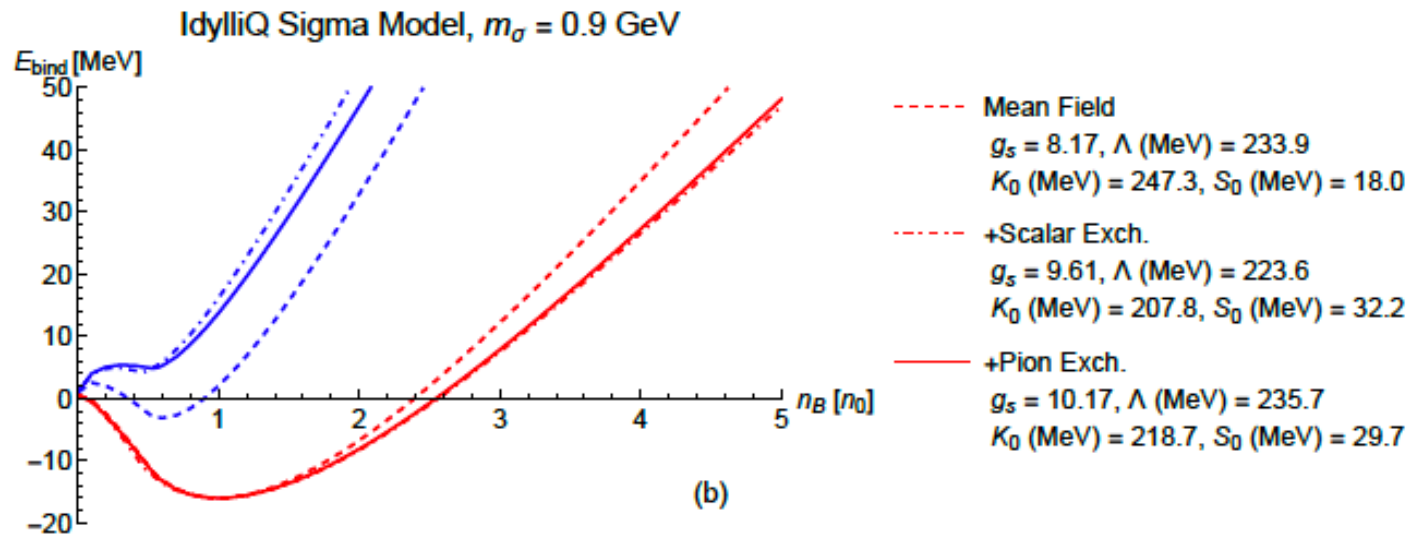 IdylliQ Sigma Model, mσ = 0.9 GeV
Ebind [MeV]
50
40
30
20
10
0
−10
−20
1
2
3
4
5
nB [n0]
(b)
Mean Field
gs = 8.17, Λ (MeV) = 233.9
K0 (MeV) = 247.3, S0 (MeV) = 18.0
+Scalar Exch.
gs = 9.61, Λ (MeV) = 223.6
K0 (MeV) = 207.8, S0 (MeV) = 32.2
+Pion Exch.
gs = 10.17, Λ (MeV) = 235.7
K0 (MeV) = 218.7, S0 (MeV) = 29.7